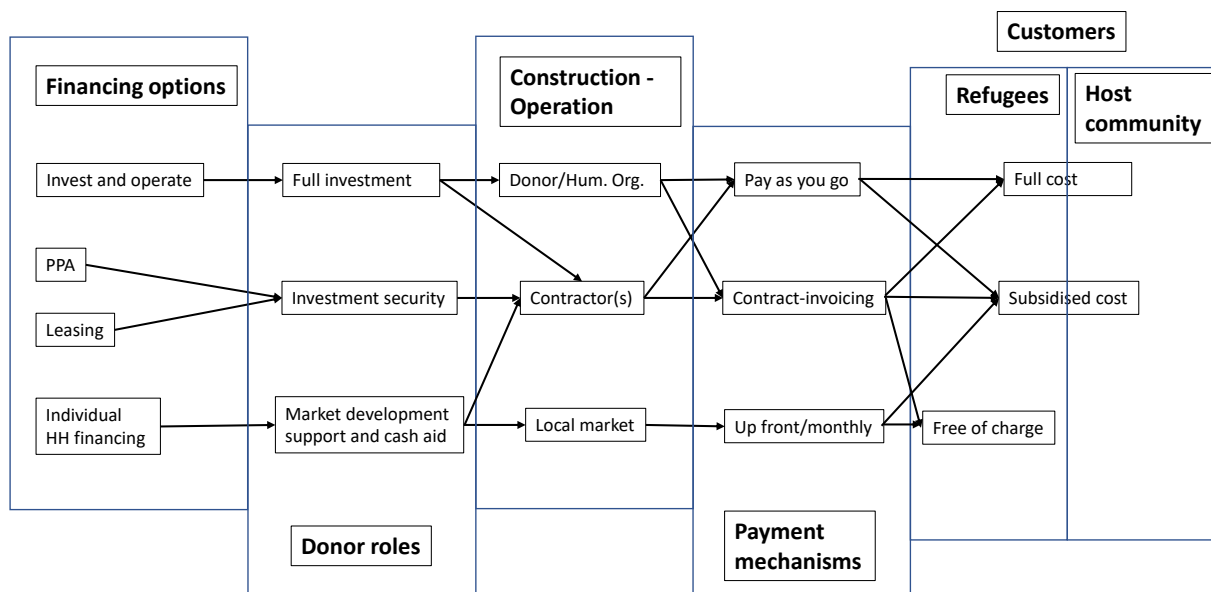 Customers
Financing options
Construction -
Operation
Refugees
Host
community
Invest and operate
Full investment
Donor/Hum. Org.
Pay as you go
Full cost
PPA
Investment security
Contractor(s)
Contract-invoicing
Subsidised cost
Leasing
Individual
HH financing
Market development
support and cash aid
Local market
Up front/monthly
Free of charge
Donor roles
Payment
mechanisms